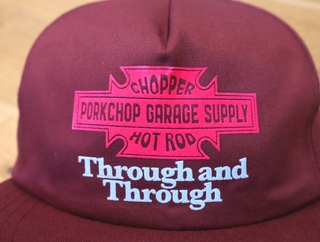 CHOPPER
PORKCHOP GARAGE SUPPLY
HOT ROD
Through and
Through